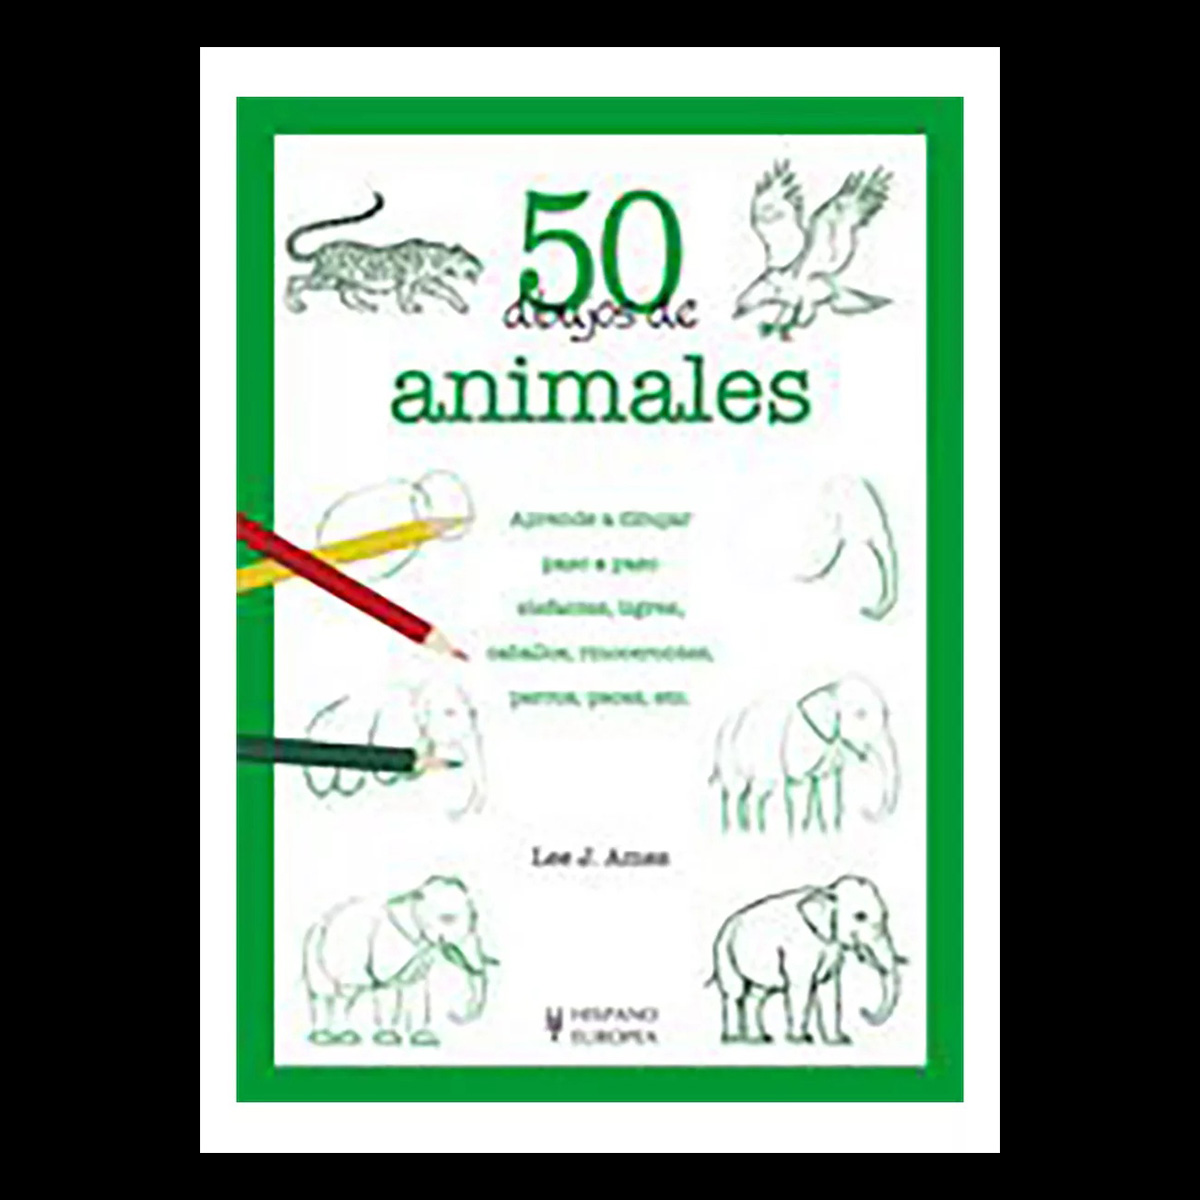 50
dibujos de
animales
Aprende a dibujar
paso a paso
elefantes, tigres,
caballos, rinocerontes,
perros, peces, etc.
Lee J. Ames
HISPANO
EUROPEA